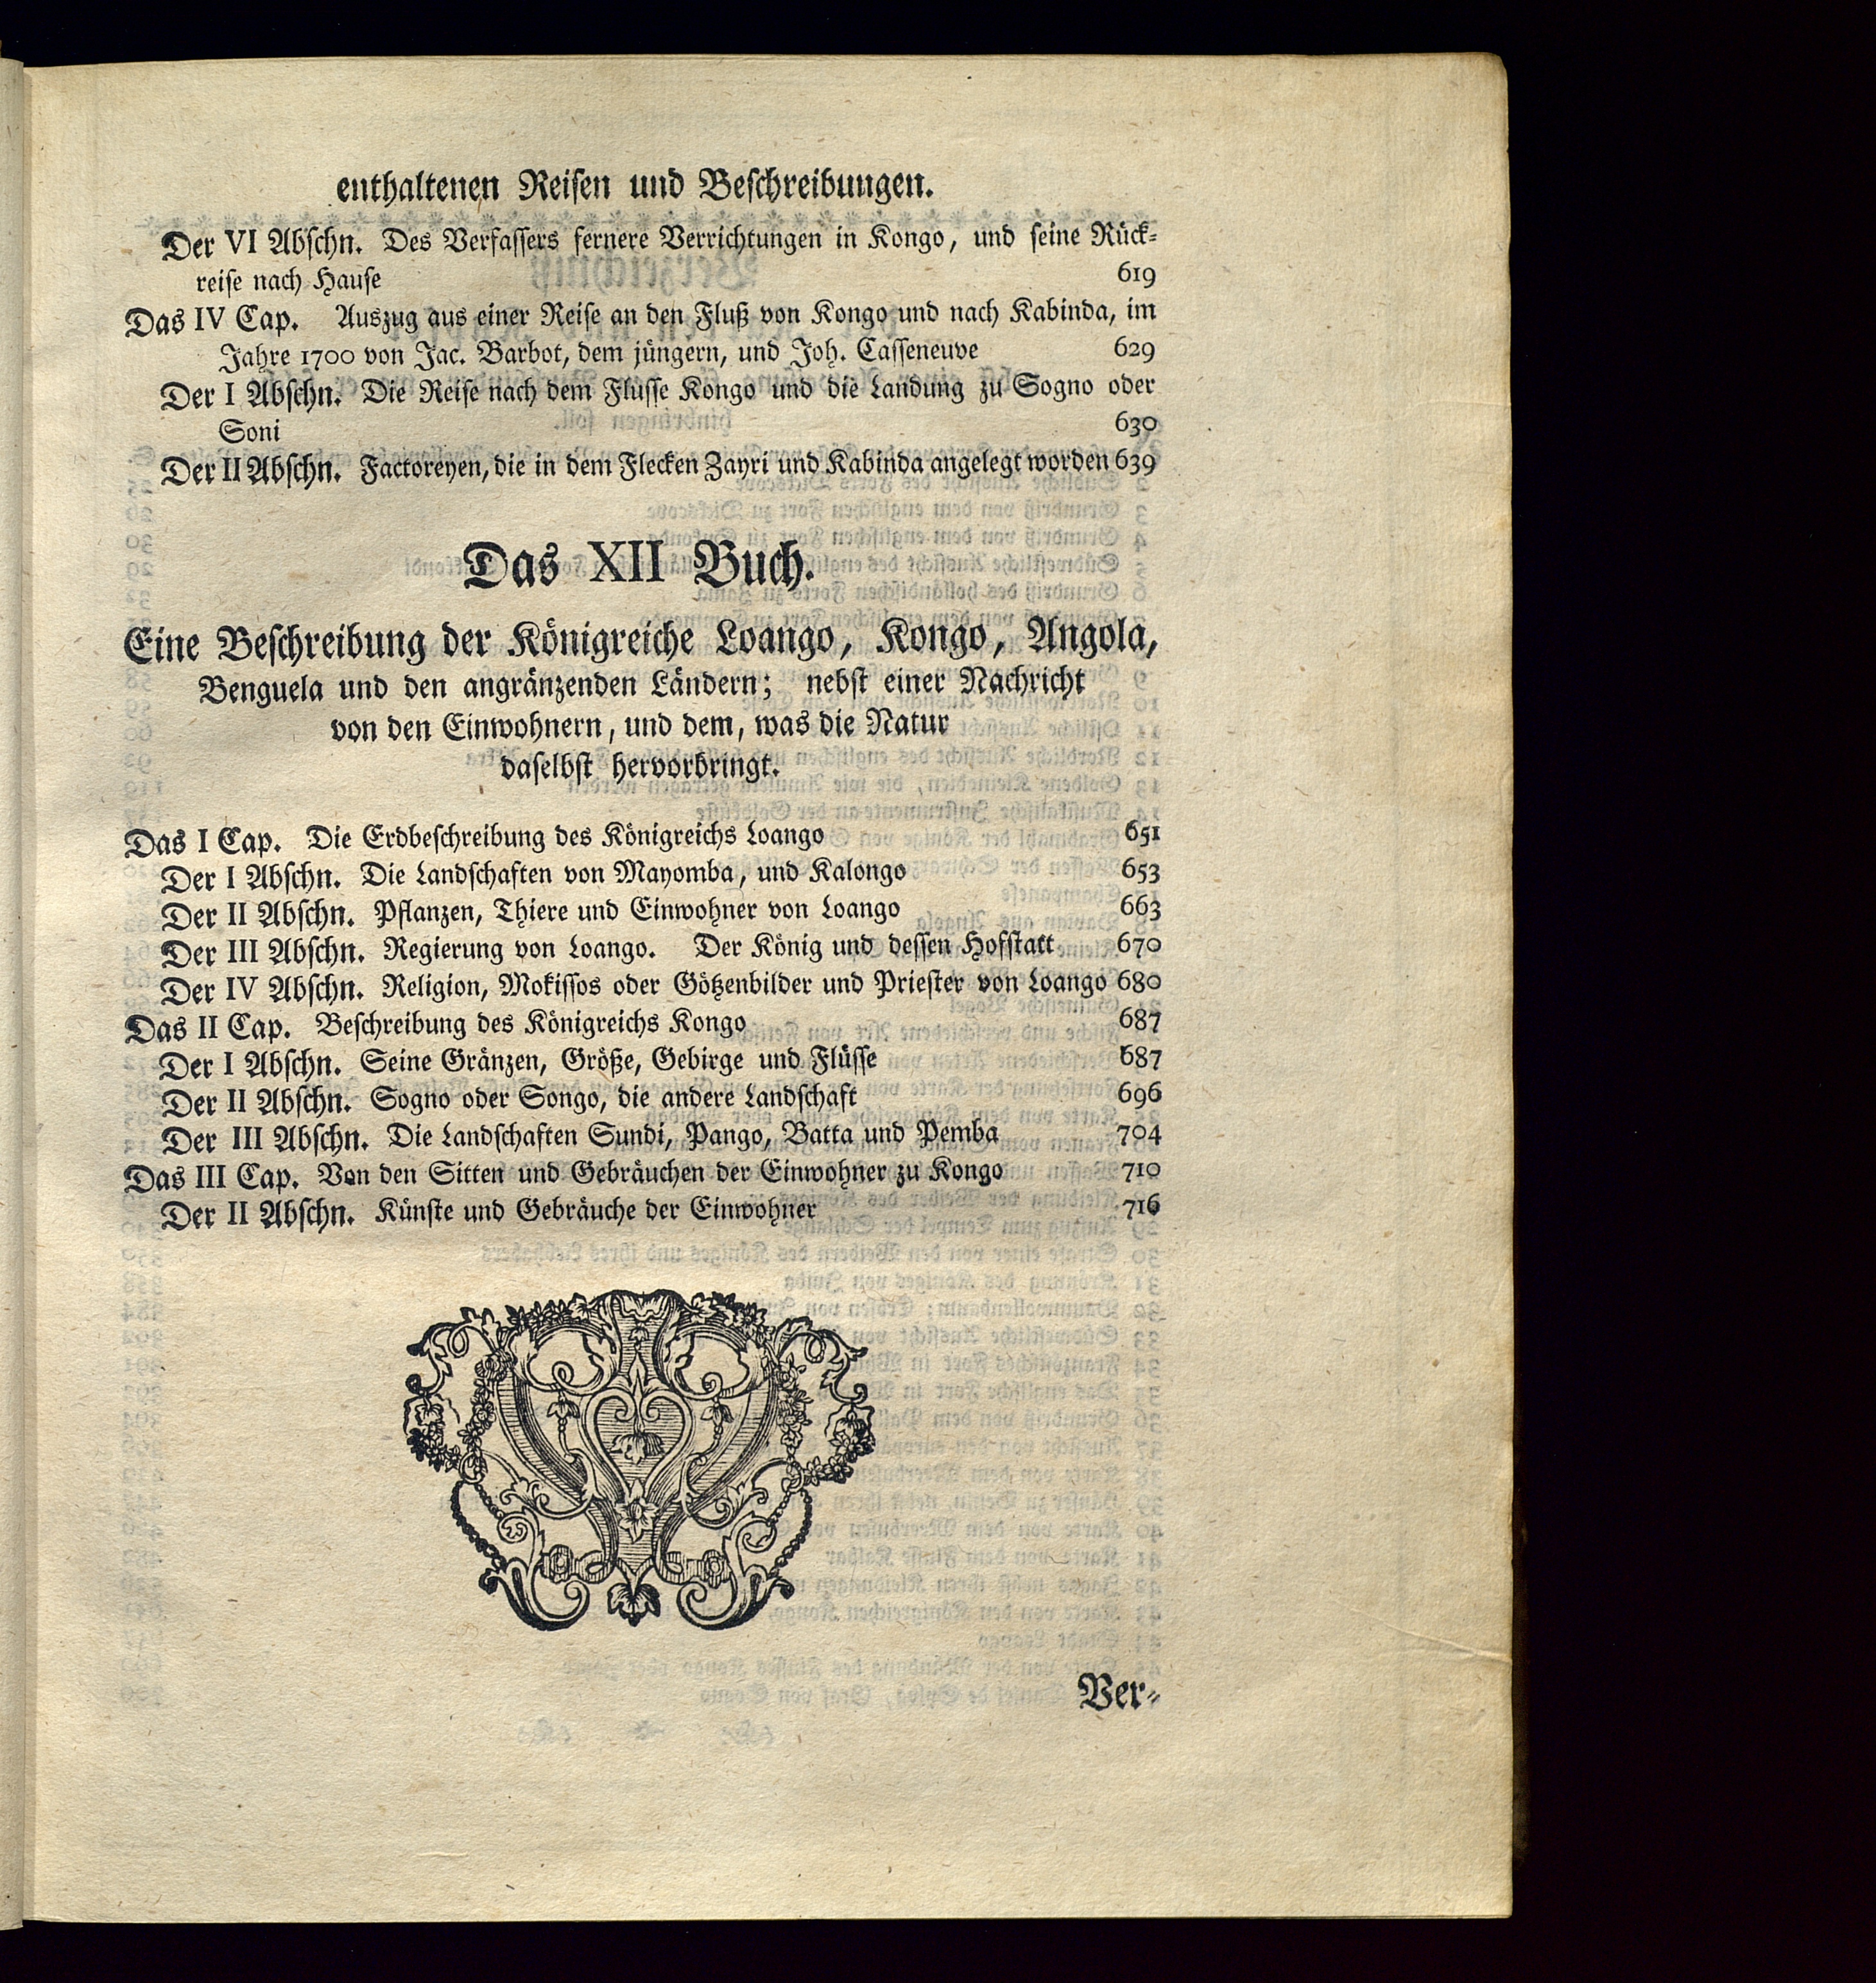 enthaltenen Reisen und Beschreibungen.
Der VI Abschn. Des Verfassers fernere Verrichtungen in Kongo, und seine Rück-
reise nach Hause 619
Das IV Cap. Auszug aus einer Reise an den Fluß von Kongo und nach Kabinda, im
Jahre 1700 von Jac. Barbot, dem jüngern, und Joh. Casseneuve 629
Der I Abschn. Die Reise nach dem Flusse Kongo und die Landung zu Sogno oder
Soni 630
Der II Abschn. Factoreyen, die in dem Flecken Zayri und Kabinda angelegt worden 639
Das XII Buch.
Eine Beschreibung der Königreiche Loango, Kongo, Angola,
Benguela und den angränzenden Ländern; nebst einer Nachricht
von den Einwohnern, und dem, was die Natur
daselbst hervorbringt.
Das I Cap. Die Erdbeschreibung des Königreichs Loango 651
Der I Abschn. Die Landschaften von Mayomba, und Kalongo 653
Der II Abschn. Pflanzen, Thiere und Einwohner von Loango 663
Der III Abschn. Regierung von Loango. Der König und dessen Hofstatt 670
Der IV Abschn. Religion, Mokissos oder Götzenbilder und Priester von Loango 680
Das II Cap. Beschreibung des Königreichs Kongo 687
Der I Abschn. Seine Gränzen, Größe, Gebirge und Flüsse 687
Der II Abschn. Sogno oder Songo, die andere Landschaft 696
Der III Abschn. Die Landschaften Sundi, Pango, Batta und Pemba 704
Das III Cap. Von den Sitten und Gebräuchen der Einwohner zu Kongo 710
Der II Abschn. Künste und Gebräuche der Einwohner 716
Ver-